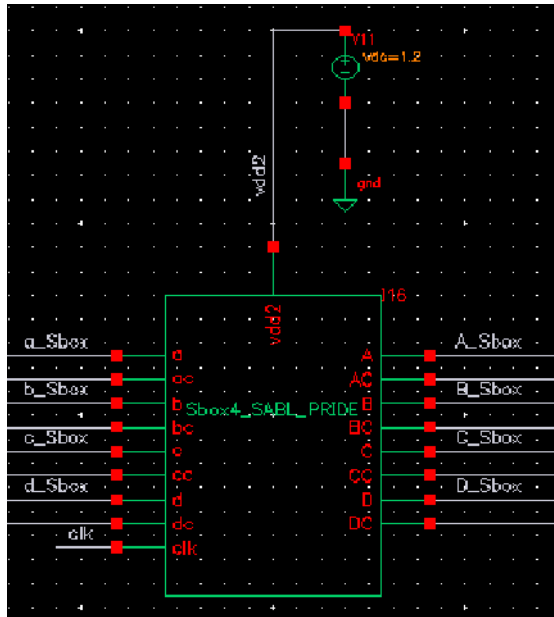 V11
vdc=1.2
vdd2
gnd
I16
vdd2
a_Sbox
a
A
A_Sbox
ac
AC
b_Sbox
b
B
B_Sbox
Sbox4_SABL_PRIDE
bc
BC
c_Sbox
c
C
C_Sbox
cc
CC
d_Sbox
d
D
D_Sbox
dc
DC
clk
clk